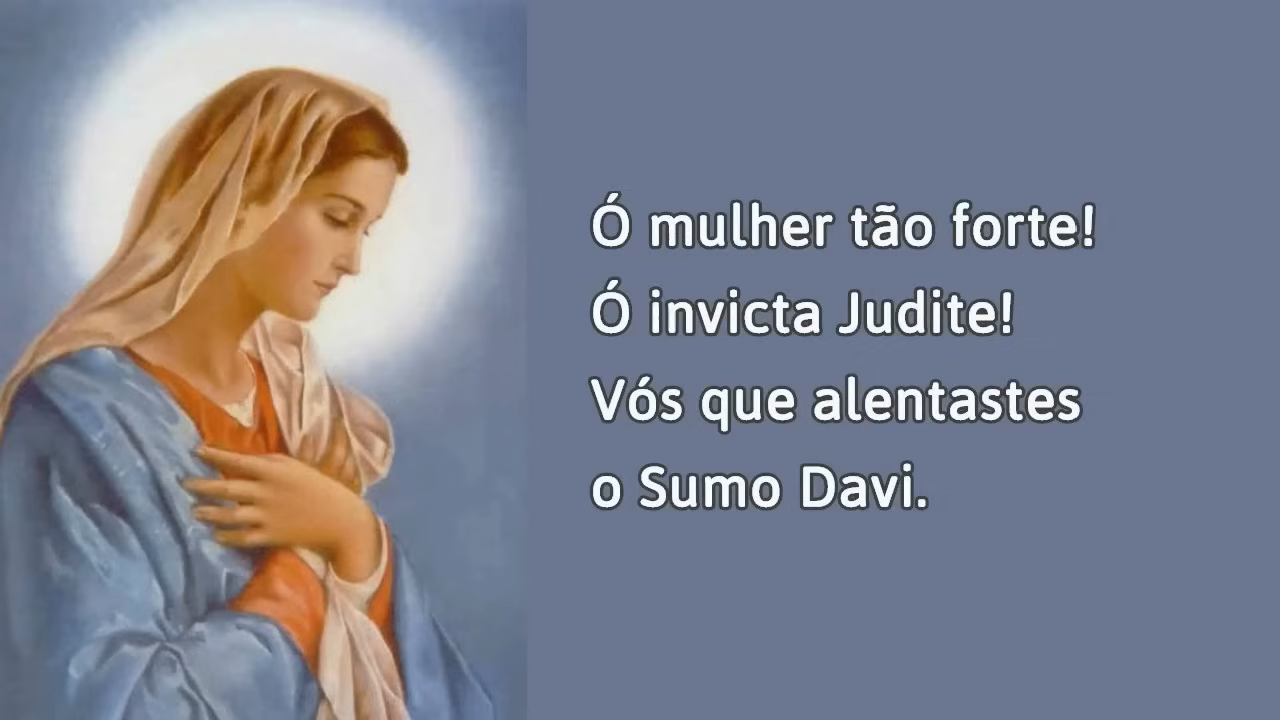 Ó mulher tão forte!
Ó invicta Judite!
Vós que alentastes
o Sumo Davi.